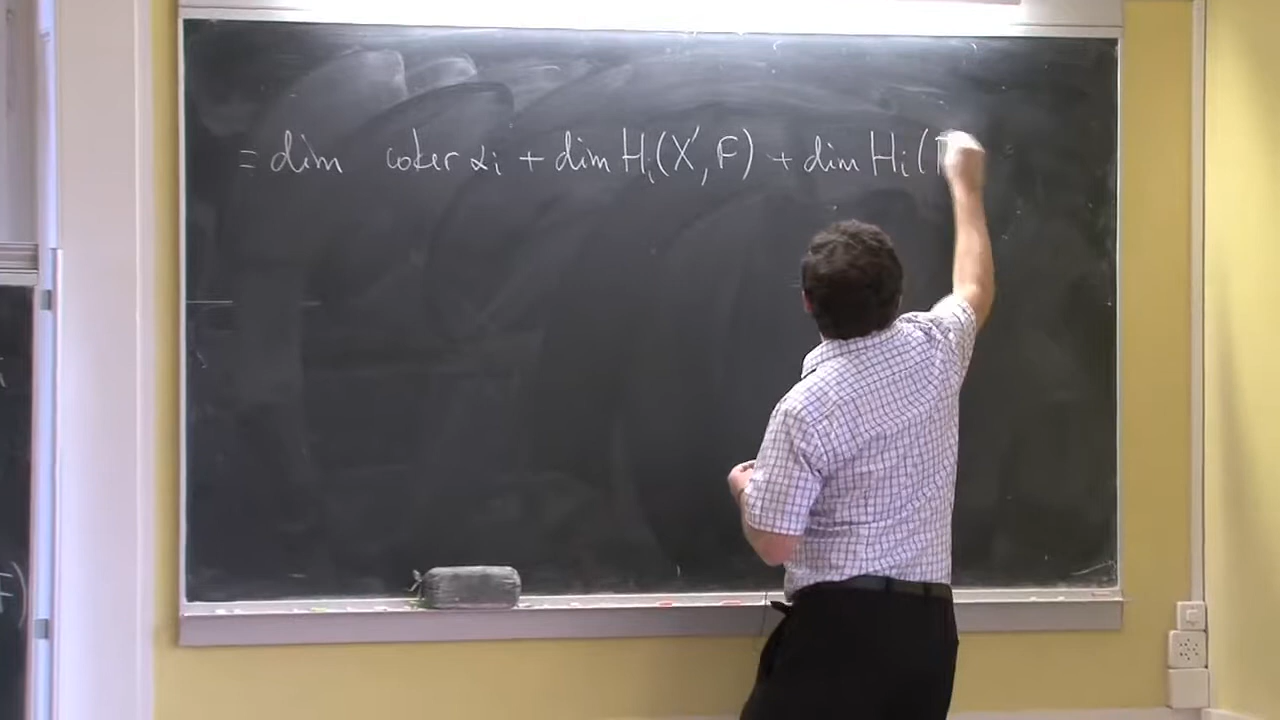 = dim coker αi + dim Hi(X', F) + dim Hi(
F)